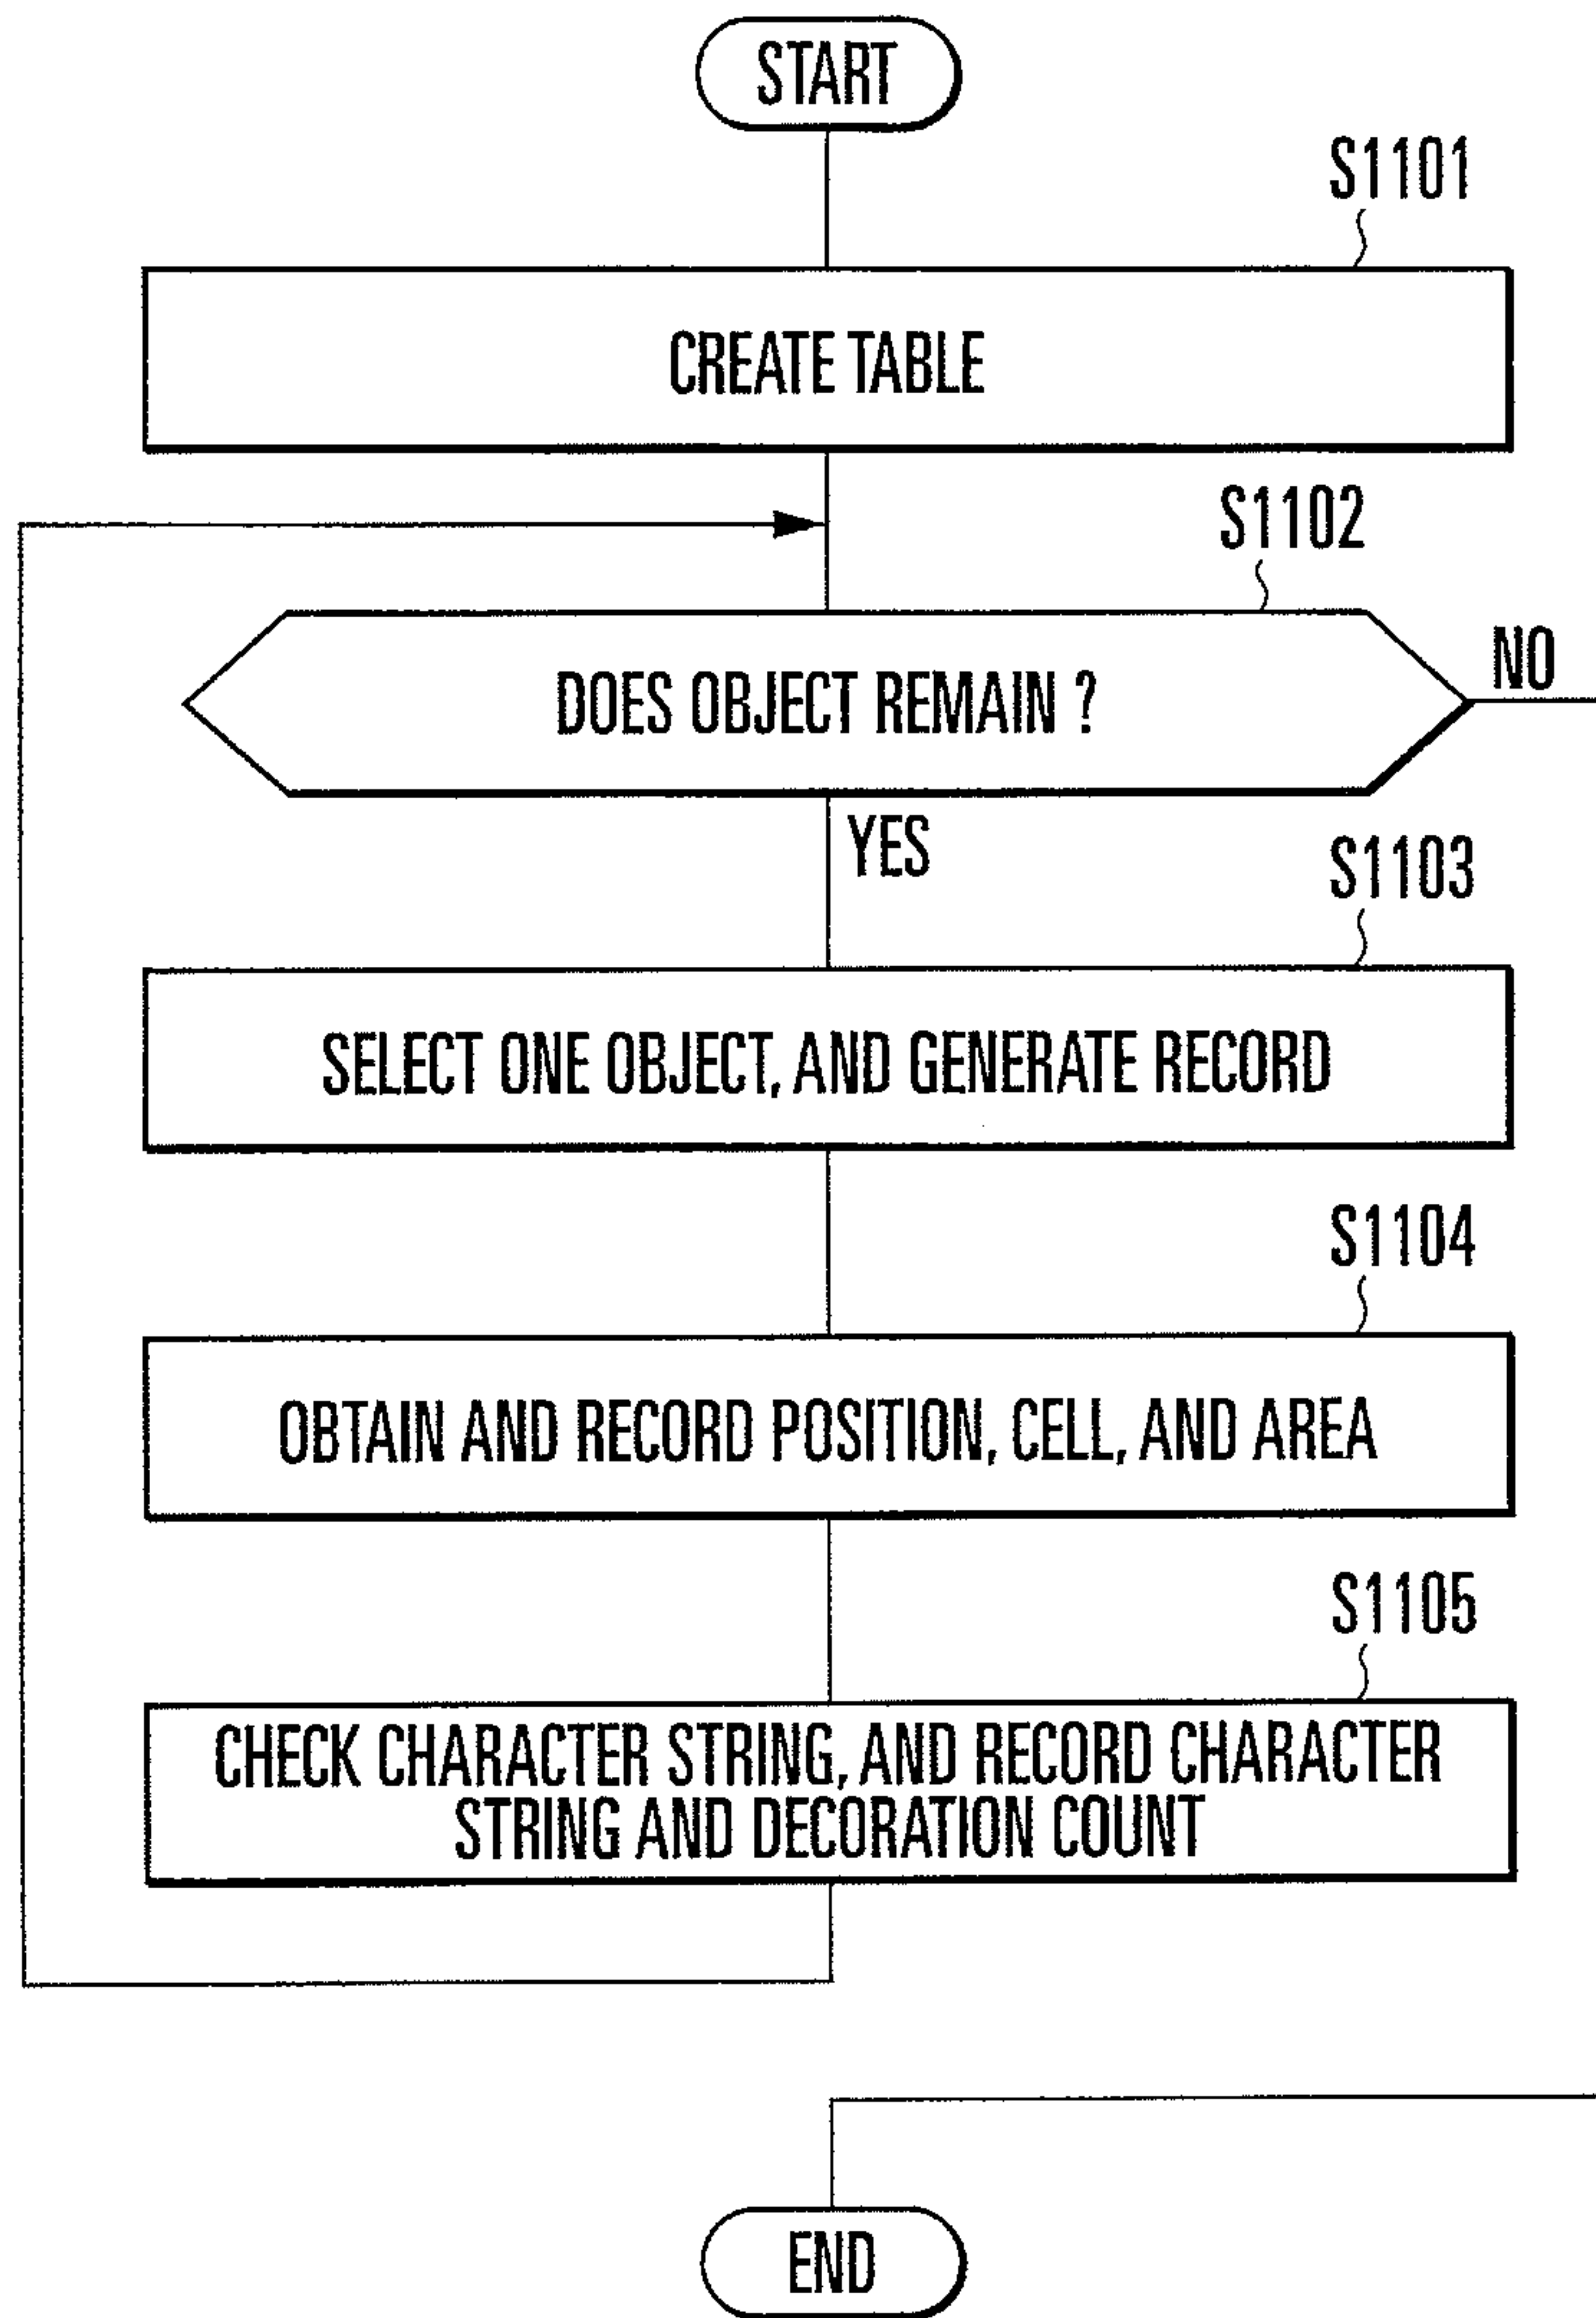 START
S1101
CREATE TABLE
S1102
DOES OBJECT REMAIN ?
NO
YES
S1103
SELECT ONE OBJECT, AND GENERATE RECORD
S1104
OBTAIN AND RECORD POSITION, CELL, AND AREA
S1105
CHECK CHARACTER STRING, AND RECORD CHARACTER
STRING AND DECORATION COUNT
END